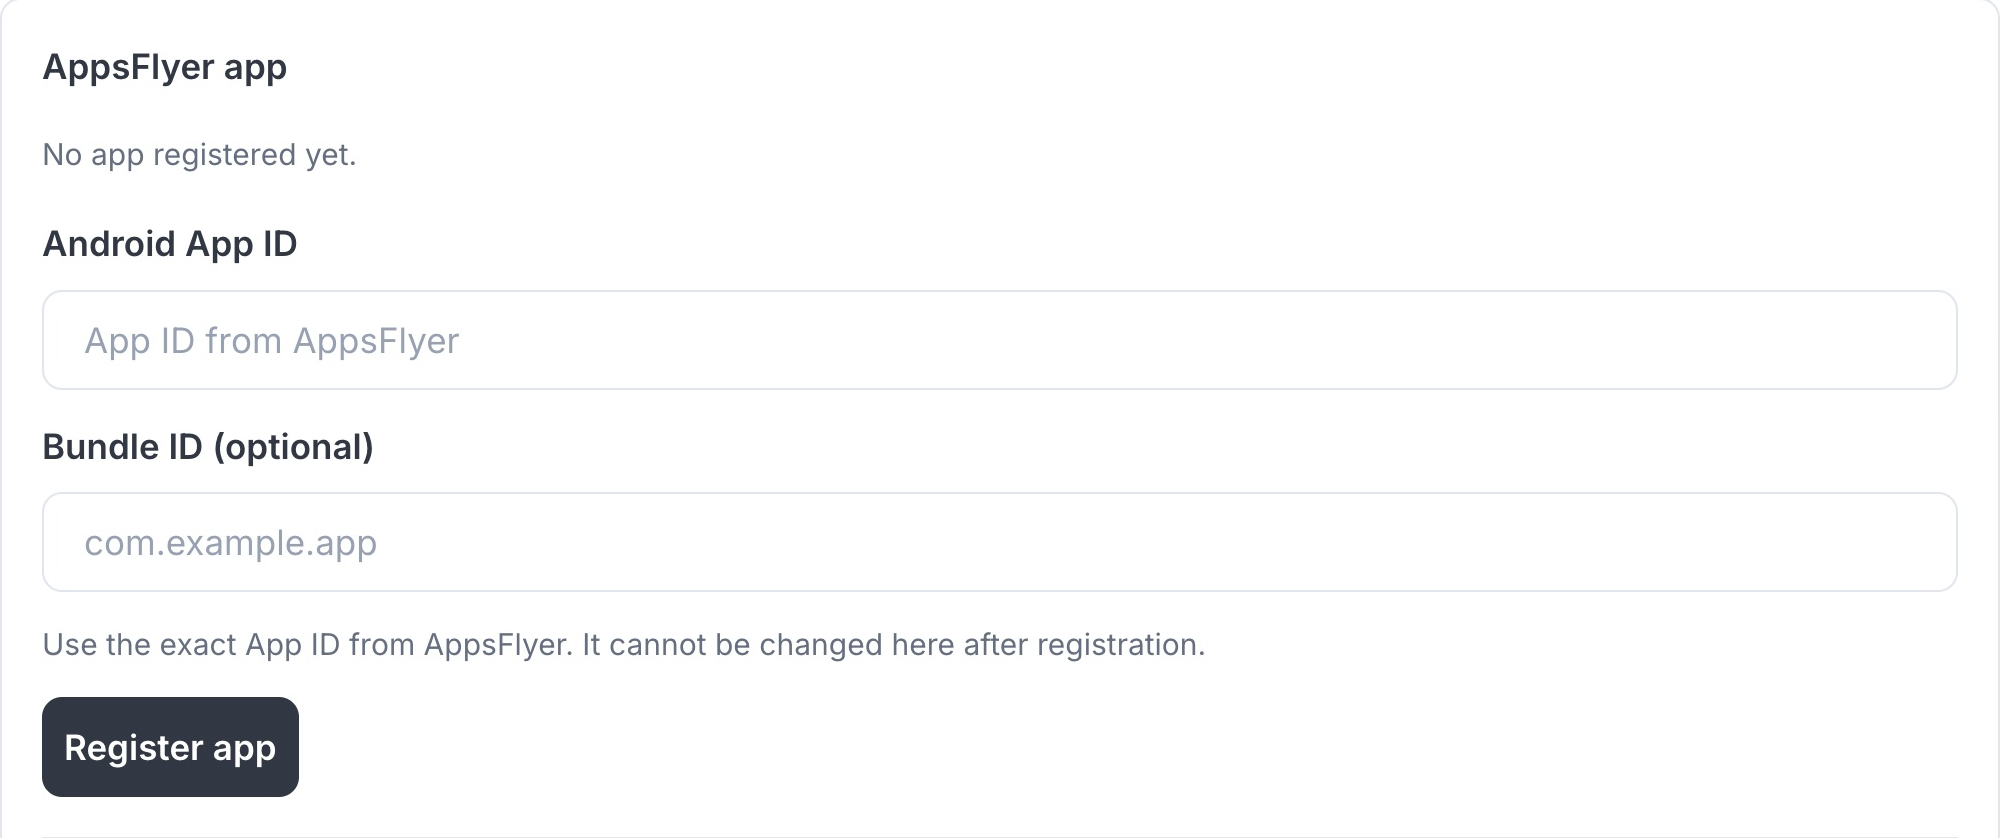 AppsFlyer app
No app registered yet.
Android App ID
App ID from AppsFlyer
Bundle ID (optional)
com.example.app
Use the exact App ID from AppsFlyer. It cannot be changed here after registration.
Register app